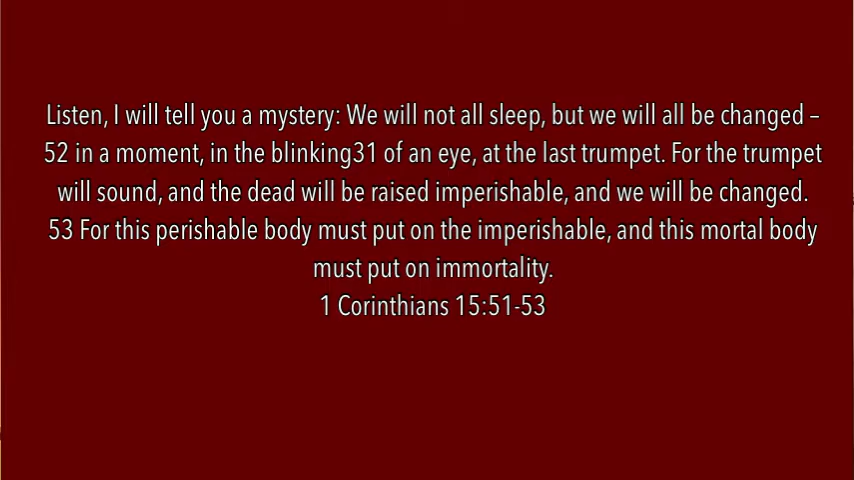 Listen, I will tell you a mystery: We will not all sleep, but we will all be changed –
52 in a moment, in the blinking31 of an eye, at the last trumpet. For the trumpet
will sound, and the dead will be raised imperishable, and we will be changed.
53 For this perishable body must put on the imperishable, and this mortal body
must put on immortality.
1 Corinthians 15:51-53